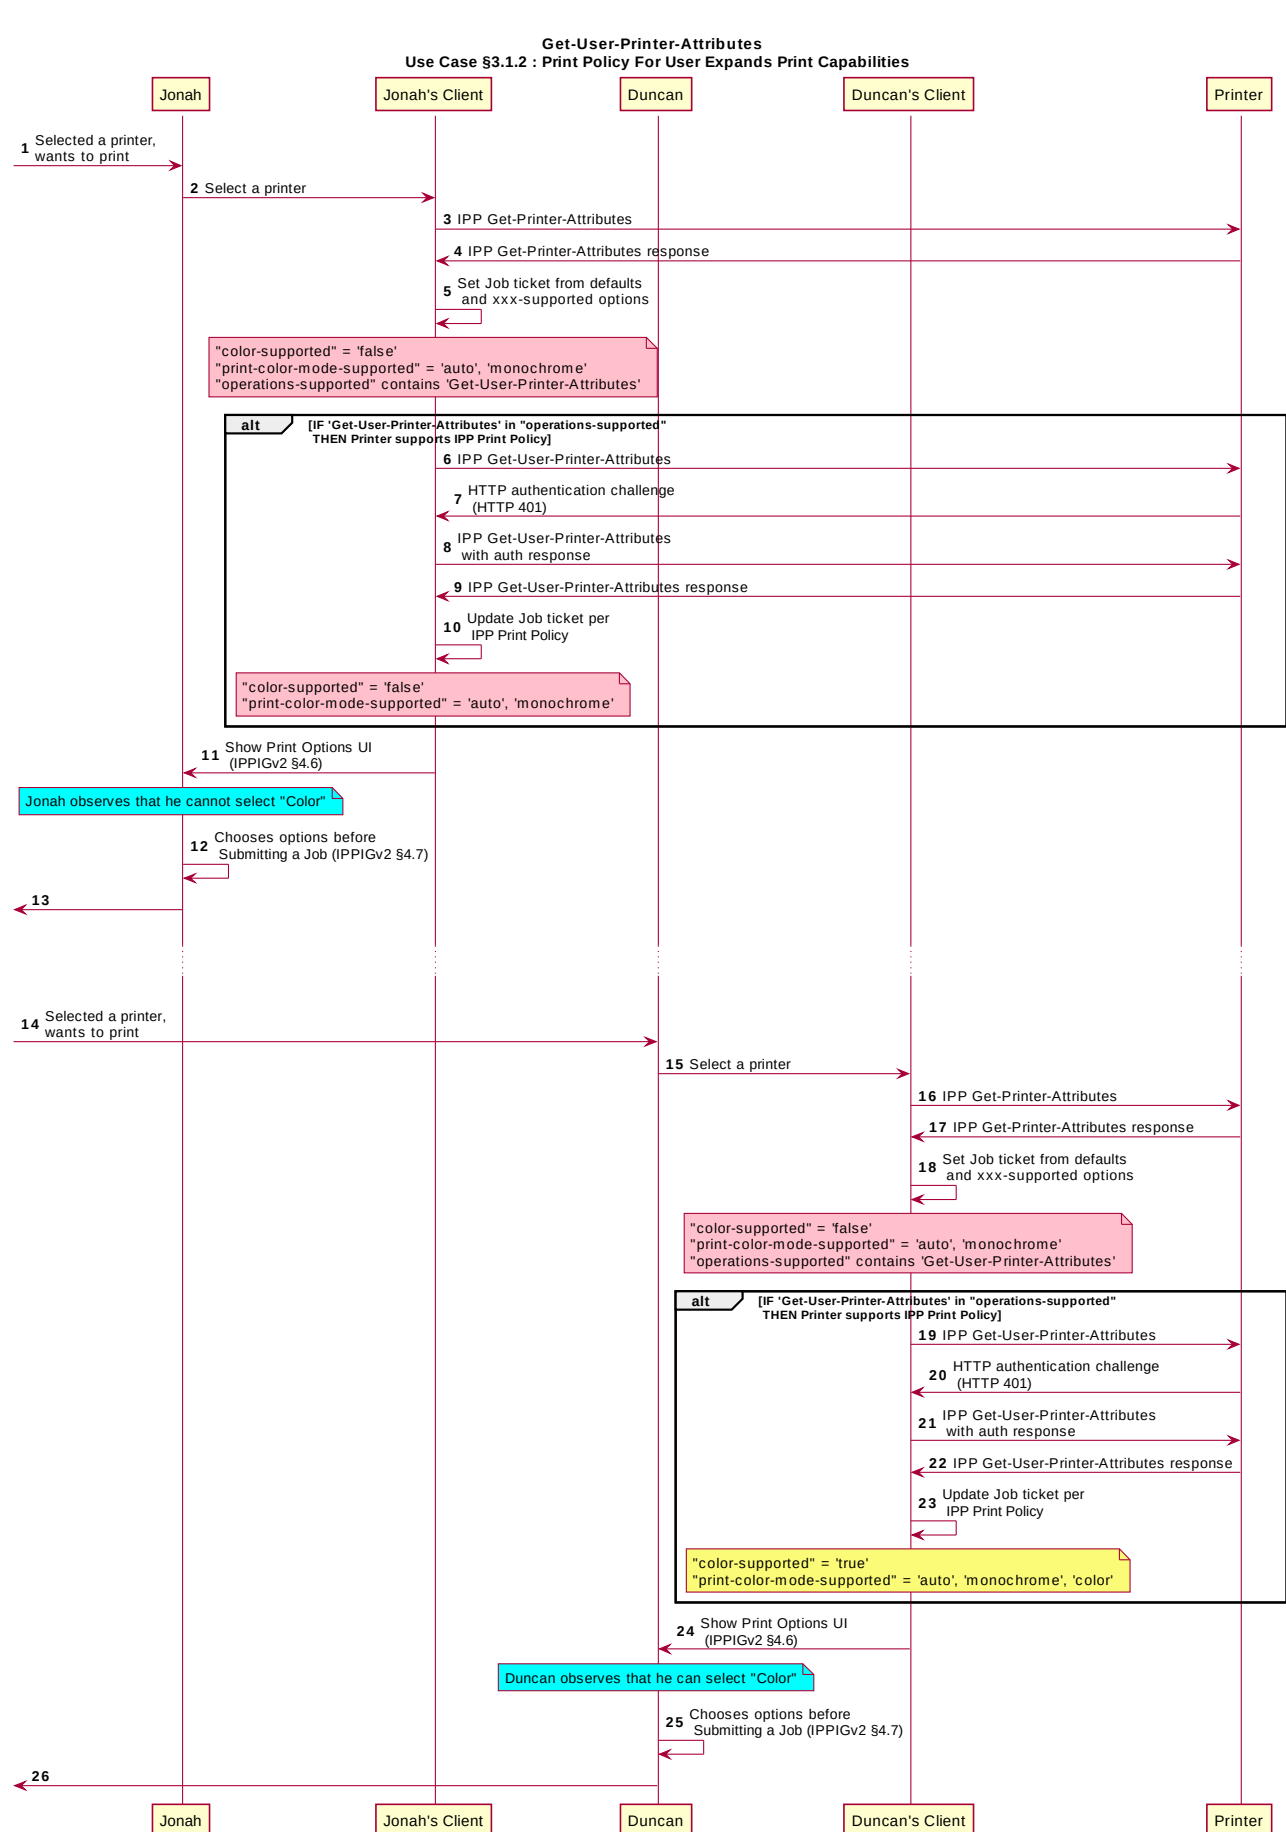 Get-User-Printer-Attributes
Use Case §3.1.2 : Print Policy For User Expands Print Capabilities
Jonah
Jonah's Client
Duncan
Duncan's Client
Printer
1 Selected a printer,
wants to print
2 Select a printer
3 IPP Get-Printer-Attributes
4 IPP Get-Printer-Attributes response
5 Set Job ticket from defaults
and xxx-supported options
"color-supported" = 'false'
"print-color-mode-supported" = 'auto', 'monochrome'
"operations-supported" contains 'Get-User-Printer-Attributes'
alt [IF 'Get-User-Printer-Attributes' in "operations-supported"
THEN Printer supports IPP Print Policy]
6 IPP Get-User-Printer-Attributes
7 HTTP authentication challenge
(HTTP 401)
8 IPP Get-User-Printer-Attributes
with auth response
9 IPP Get-User-Printer-Attributes response
10 Update Job ticket per
IPP Print Policy
"color-supported" = 'false'
"print-color-mode-supported" = 'auto', 'monochrome'
11 Show Print Options UI
(IPPIGv2 §4.6)
Jonah observes that he cannot select "Color"
12 Chooses options before
Submitting a Job (IPPIGv2 §4.7)
13
14 Selected a printer,
wants to print
15 Select a printer
16 IPP Get-Printer-Attributes
17 IPP Get-Printer-Attributes response
18 Set Job ticket from defaults
and xxx-supported options
"color-supported" = 'false'
"print-color-mode-supported" = 'auto', 'monochrome'
"operations-supported" contains 'Get-User-Printer-Attributes'
alt [IF 'Get-User-Printer-Attributes' in "operations-supported"
THEN Printer supports IPP Print Policy]
19 IPP Get-User-Printer-Attributes
20 HTTP authentication challenge
(HTTP 401)
21 IPP Get-User-Printer-Attributes
with auth response
22 IPP Get-User-Printer-Attributes response
23 Update Job ticket per
IPP Print Policy
"color-supported" = 'true'
"print-color-mode-supported" = 'auto', 'monochrome', 'color'
24 Show Print Options UI
(IPPIGv2 §4.6)
Duncan observes that he can select "Color"
25 Chooses options before
Submitting a Job (IPPIGv2 §4.7)
26
Jonah
Jonah's Client
Duncan
Duncan's Client
Printer